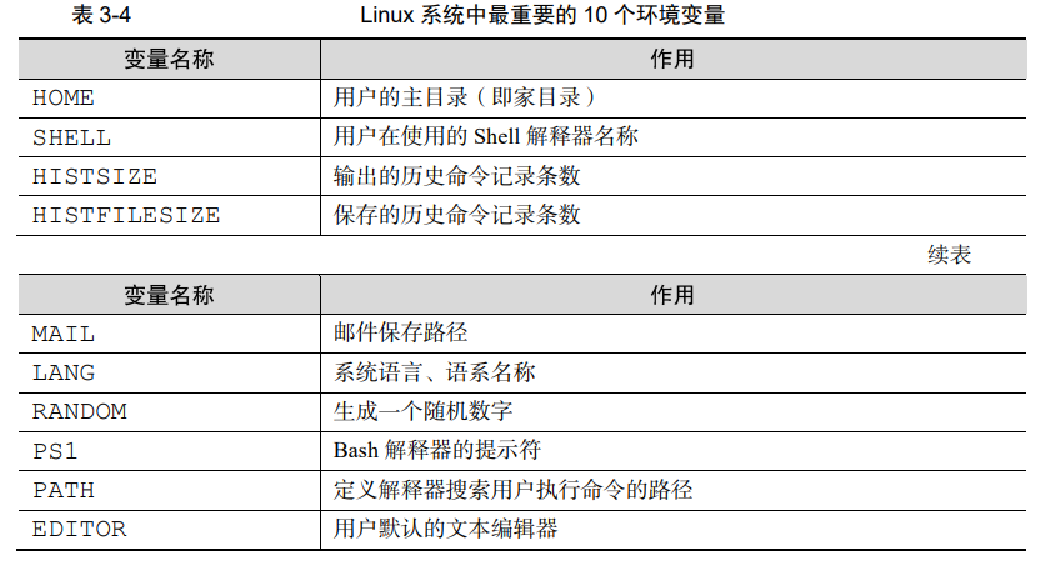 表 3-4 Linux 系统中最重要的 10 个环境变量
变量名称 作用
HOME 用户的主目录（即家目录）
SHELL 用户在使用的 Shell 解释器名称
HISTSIZE 输出的历史命令记录条数
HISTFILESIZE 保存的历史命令记录条数
续表
变量名称 作用
MAIL 邮件保存路径
LANG 系统语言、语系名称
RANDOM 生成一个随机数字
PS1 Bash 解释器的提示符
PATH 定义解释器搜索用户执行命令的路径
EDITOR 用户默认的文本编辑器